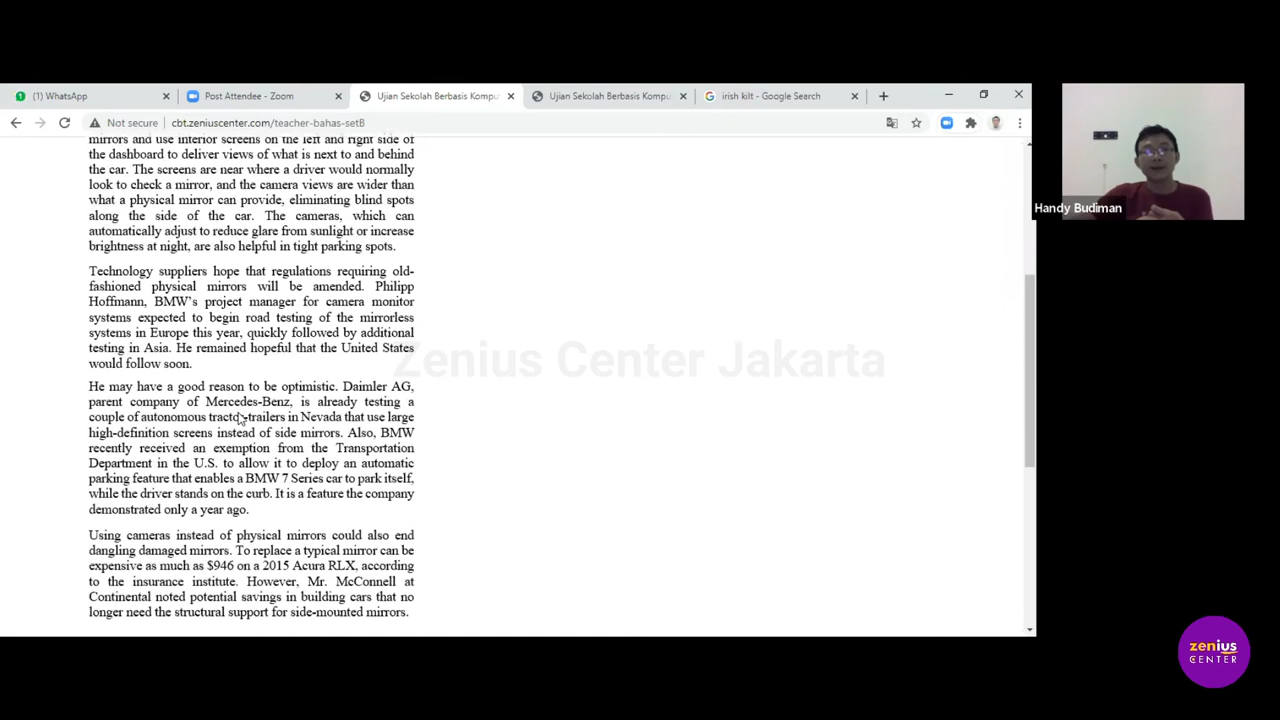 (1) WhatsApp
Post Attendee - Zoom
Ujian Sekolah Berbasis Kompu
Ujian Sekolah Berbasis Kompu
irish kilt - Google Search
Not secure
cbt.zeniuscenter.com/teacher-bahas-setB
mirrors and use interior screens on the left and right side of
the dashboard to deliver views of what is next to and behind
the car. The screens are near where a driver would normally
look to check a mirror, and the camera views are wider than
what a physical mirror can provide, eliminating blind spots
along the side of the car. The cameras, which can
automatically adjust to reduce glare from sunlight or increase
brightness at night, are also helpful in tight parking spots.
Technology suppliers hope that regulations requiring old-
fashioned physical mirrors will be amended. Philipp
Hoffmann, BMW's project manager for camera monitor
systems expected to begin road testing of the mirrorless
systems in Europe this year, quickly followed by additional
testing in Asia. He remained hopeful that the United States
would follow soon.
He may have a good reason to be optimistic. Daimler AG,
parent company of Mercedes-Benz, is already testing a
couple of autonomous tractor-trailers in Nevada that use large
high-definition screens instead of side mirrors. Also, BMW
recently received an exemption from the Transportation
Department in the U.S. to allow it to deploy an automatic
parking feature that enables a BMW 7 Series car to park itself,
while the driver stands on the curb. It is a feature the company
demonstrated only a year ago.
Using cameras instead of physical mirrors could also end
dangling damaged mirrors. To replace a typical mirror can be
expensive as much as $946 on a 2015 Acura RLX, according
to the insurance institute. However, Mr. McConnell at
Continental noted potential savings in building cars that no
longer need the structural support for side-mounted mirrors.
Zenius Center Jakarta
Handy Budiman
zenius
CENTER